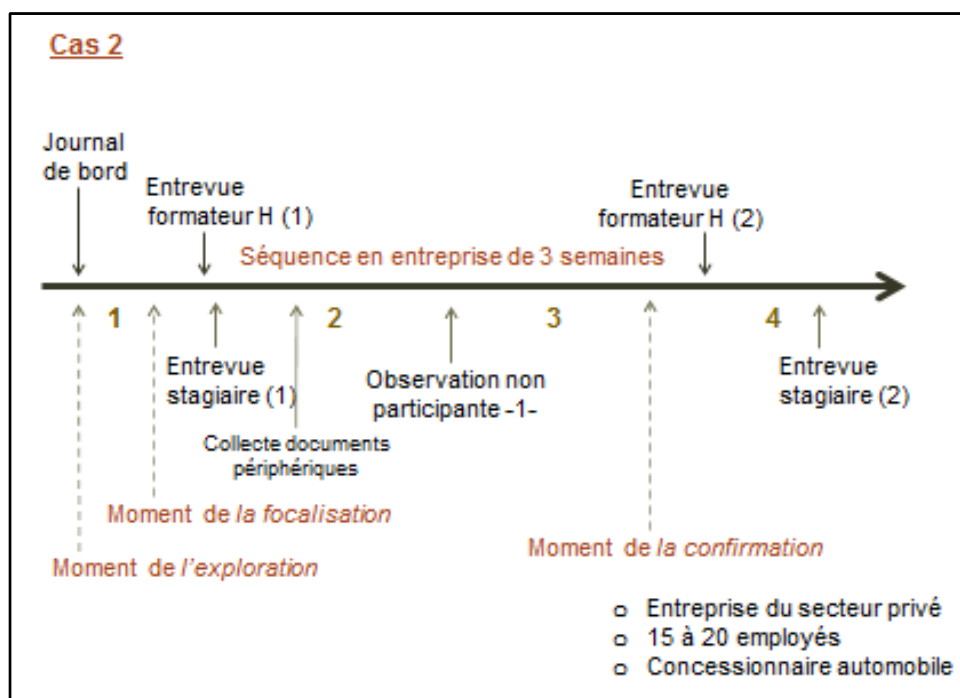 Cas 2
Journal
de bord
Entrevue
formateur H (1)
Entrevue
formateur H (2)
Séquence en entreprise de 3 semaines
1
2
3
4
Entrevue
stagiaire (1)
Observation non
participante -1-
Entrevue
stagiaire (2)
Collecte documents
périphériques
Moment de la focalisation
Moment de l'exploration
Moment de la confirmation
o Entreprise du secteur privé
o 15 à 20 employés
o Concessionnaire automobile